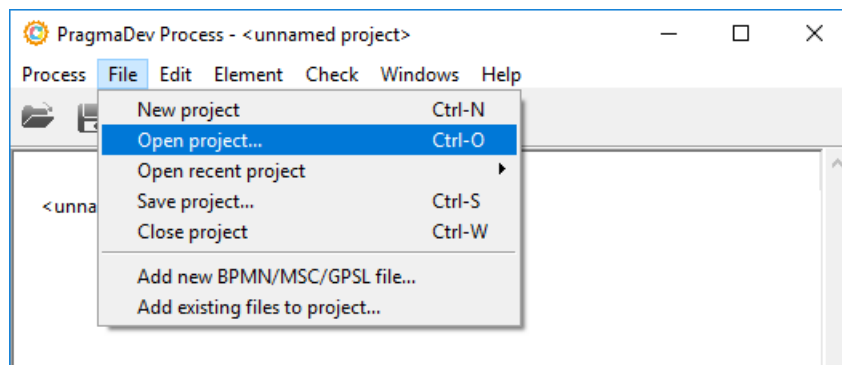 PragmaDev Process - <unnamed project>
Process File Edit Element Check Windows Help
New project Ctrl-N
Open project... Ctrl-O
Open recent project
<unna
Save project... Ctrl-S
Close project Ctrl-W
Add new BPMN/MSC/GPSL file...
Add existing files to project...